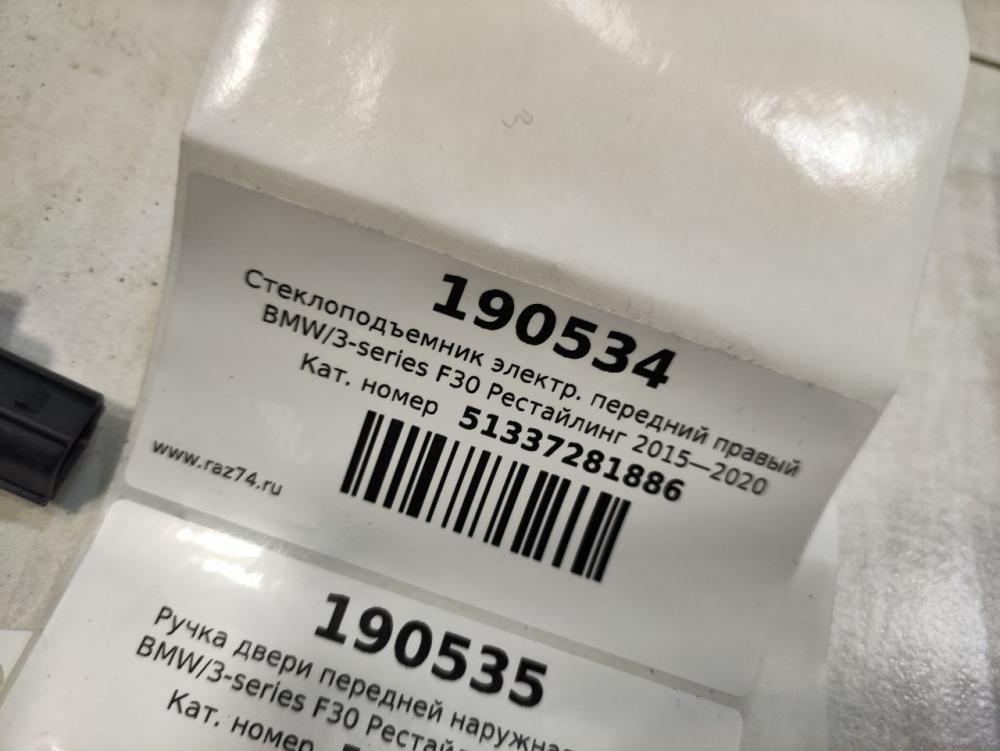 190534
Стеклоподъемник электр. передний правый
BMW/3-series F30 Рестайлинг 2015—2020
Кат. номер 51337281886
www.raz74.ru
190535
Ручка двери передней
BMW/3-series F30
Кат. номер